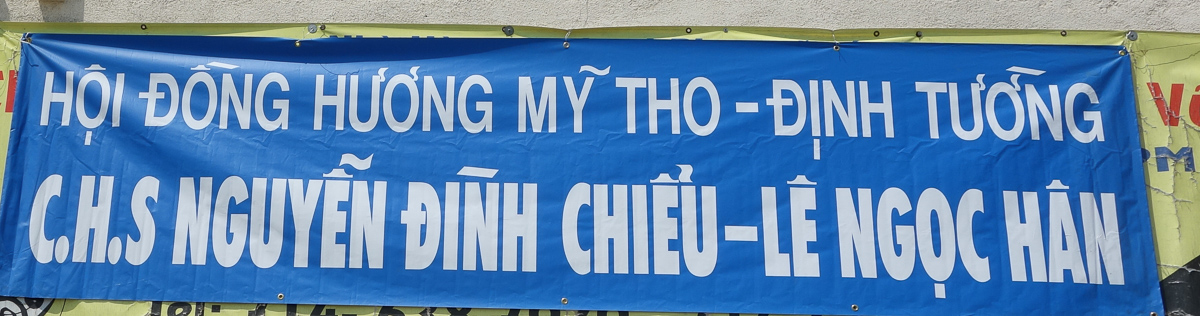 HỘI ĐỒNG HƯƠNG MỸ THO - ĐỊNH TƯỜNG
C.H.S NGUYỄN ĐÌNH CHIỂU - LÊ NGỌC HÂN